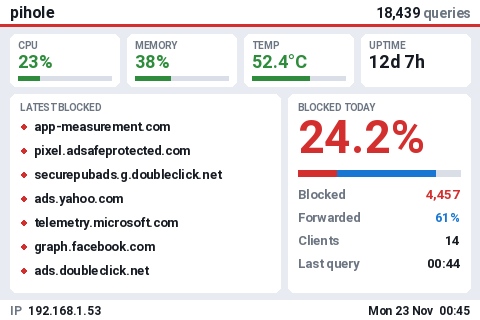 pihole 18,439 queries
CPU MEMORY TEMP UPTIME
23% 38% 52.4°C 12d 7h
LATEST BLOCKED
app-measurement.com
pixel.adsafeprotected.com
securepubads.g.doubleclick.net
ads.yahoo.com
telemetry.microsoft.com
graph.facebook.com
ads.doubleclick.net
BLOCKED TODAY
24.2%
Blocked 4,457
Forwarded 61%
Clients 14
Last query 00:44
IP 192.168.1.53 Mon 23 Nov 00:45